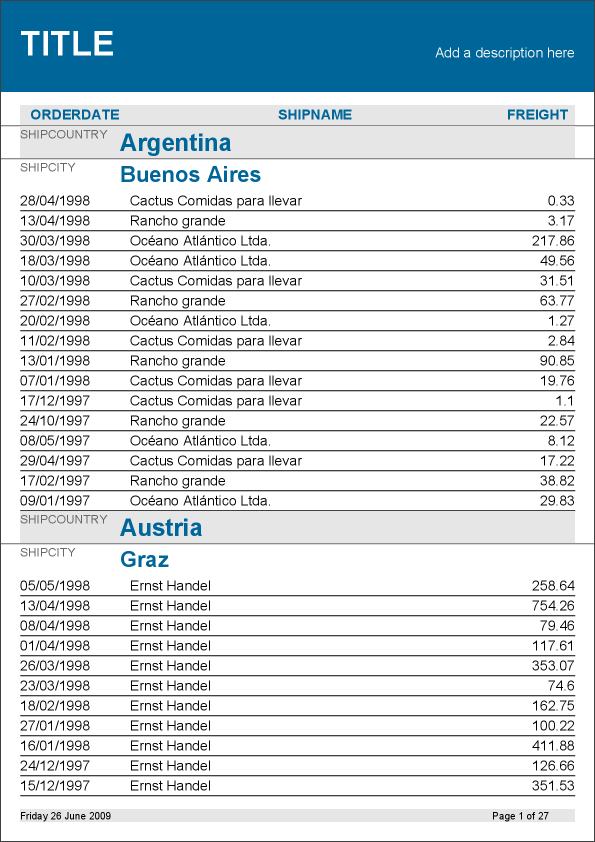 TITLE
Add a description here
ORDERDATE SHIPNAME FREIGHT
SHIPCOUNTRY Argentina
SHIPCITY Buenos Aires
28/04/1998 Cactus Comidas para llevar 0.33
13/04/1998 Rancho grande 3.17
30/03/1998 Océano Atlántico Ltda. 217.86
18/03/1998 Océano Atlántico Ltda. 49.56
10/03/1998 Cactus Comidas para llevar 31.51
27/02/1998 Rancho grande 63.77
20/02/1998 Océano Atlántico Ltda. 1.27
11/02/1998 Cactus Comidas para llevar 2.84
13/01/1998 Rancho grande 90.85
07/01/1998 Cactus Comidas para llevar 19.76
17/12/1997 Cactus Comidas para llevar 1.1
24/10/1997 Rancho grande 22.57
08/05/1997 Océano Atlántico Ltda. 8.12
29/04/1997 Cactus Comidas para llevar 17.22
17/02/1997 Rancho grande 38.82
09/01/1997 Océano Atlántico Ltda. 29.83
SHIPCOUNTRY Austria
SHIPCITY Graz
05/05/1998 Ernst Handel 258.64
13/04/1998 Ernst Handel 754.26
08/04/1998 Ernst Handel 79.46
01/04/1998 Ernst Handel 117.61
26/03/1998 Ernst Handel 353.07
23/03/1998 Ernst Handel 74.6
18/02/1998 Ernst Handel 162.75
27/01/1998 Ernst Handel 100.22
16/01/1998 Ernst Handel 411.88
24/12/1997 Ernst Handel 126.66
15/12/1997 Ernst Handel 351.53
Friday 26 June 2009 Page 1 of 27